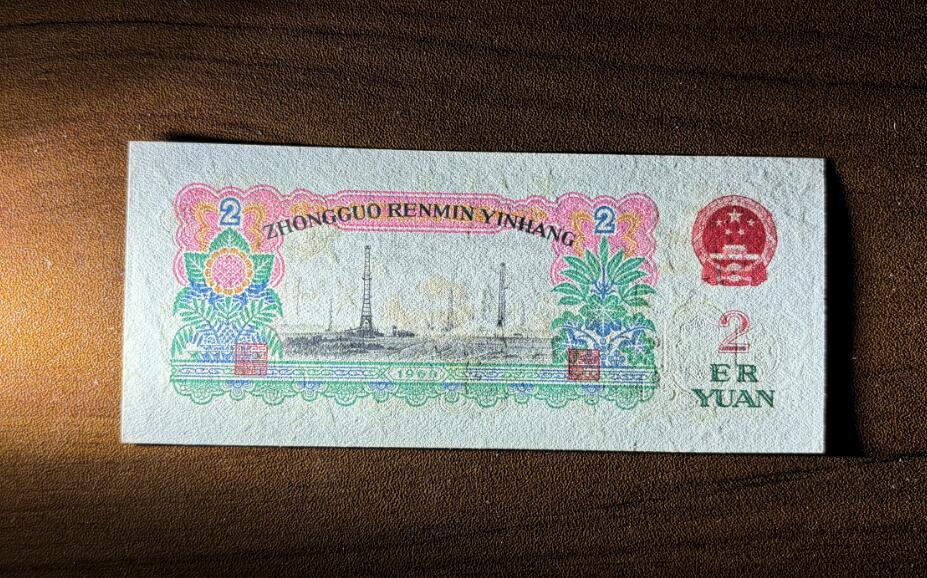 2
ZHONGGUO RENMIN YINHANG
2
1960
2
ER
YUAN